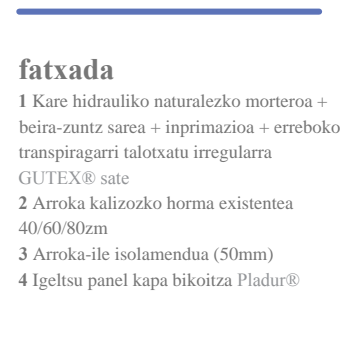 fatxada
1 Kare hidrauliko naturalezko morteroa +
beira-zuntz sarea + inprimazioa + erreboko
transpiragarri talotxatu irregularra
GUTEX® sate
2 Arroka kalizozko horma existentea
40/60/80zm
3 Arroka-ile isolamendua (50mm)
4 Igeltsu panel kapa bikoitza Pladur®